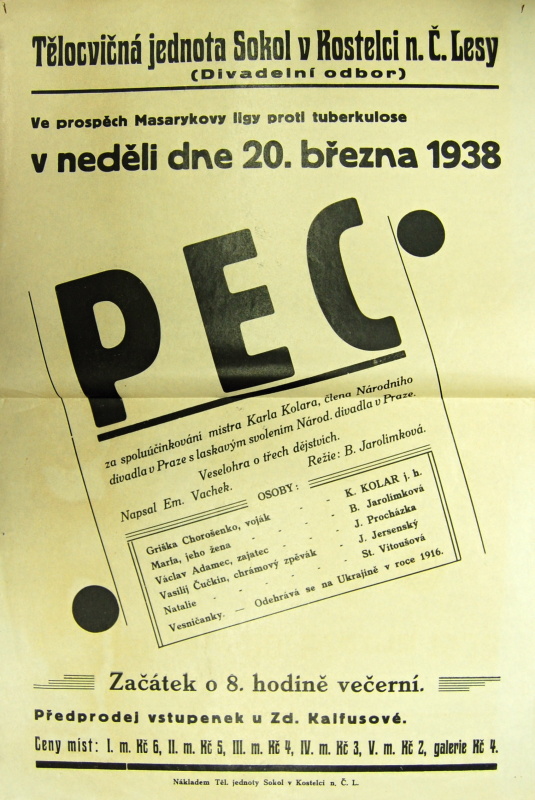 Tělocvičná jednota Sokol v Kostelci n. Č. Lesy
(Divadelní odbor)
Ve prospěch Masarykovy ligy proti tuberkulose
v neděli dne 20. března 1938
PEC
za spoluúčinkování mistra Karla Kolara, člena Národního
divadla v Praze s laskavým svolením Národ. divadla v Praze.
Veselohra o třech dějstvích.
Napsal Em. Vachek. Režie: B. Jarolímková.
OSOBY:
Griška Chorošenko, voják - - K. KOLAR j. h.
Marfa, jeho žena - - - B. Jarolímková
Václav Adamec, zajatec - - - J. Procházka
Vasilij Čučkin, chrámový zpěvák - J. Jersenský
Natalie - - - - - - St. Vitoušová
Vesničanky. — Odehrává se na Ukrajině v roce 1916.
Začátek o 8. hodině večerní.
Předprodej vstupenek u Zd. Kalfusové.
Ceny míst: I. m. Kč 6, II. m. Kč 5, III. m. Kč 4, IV. m. Kč 3, V. m. Kč 2, galerie Kč 4.
Nákladem Těl. jednoty Sokol v Kostelci n. Č. L.